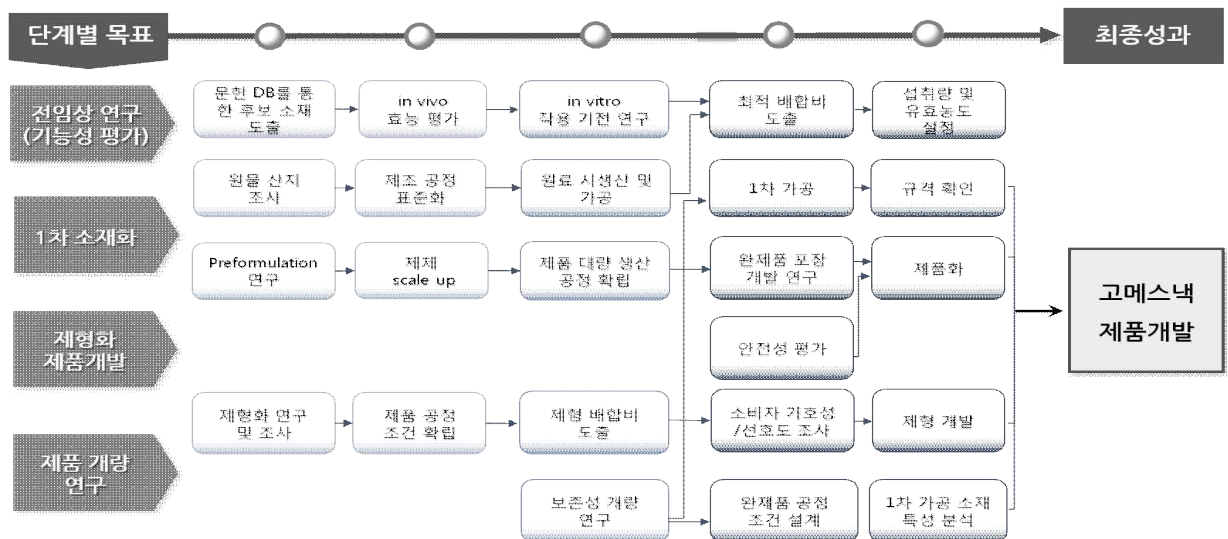 단계별 목표
최종성과
전임상 연구
(기능성 평가)
문헌 DB를 통
한 후보 소재
도출
in vivo
효능 평가
in vitro
작용 기전 연구
최적 배합비
도출
섭취량 및
유효농도
설정
원물 산지
조사
제조 공정
표준화
원료 시생산 및
가공
1차 가공
규격 확인
1차 소재화
Preformulation
연구
제제
scale up
제품 대량 생산
공정 확립
완제품 포장
개발 연구
제품화
고메스낵
제품개발
제형화
제품개발
안전성 평가
제형화 연구
및 조사
제품 공정
조건 확립
제형 배합비
도출
소비자 기호성
/선호도 조사
제형 개발
제품 개량
연구
보존성 개량
연구
완제품 공정
조건 설계
1차 가공 소재
특성 분석